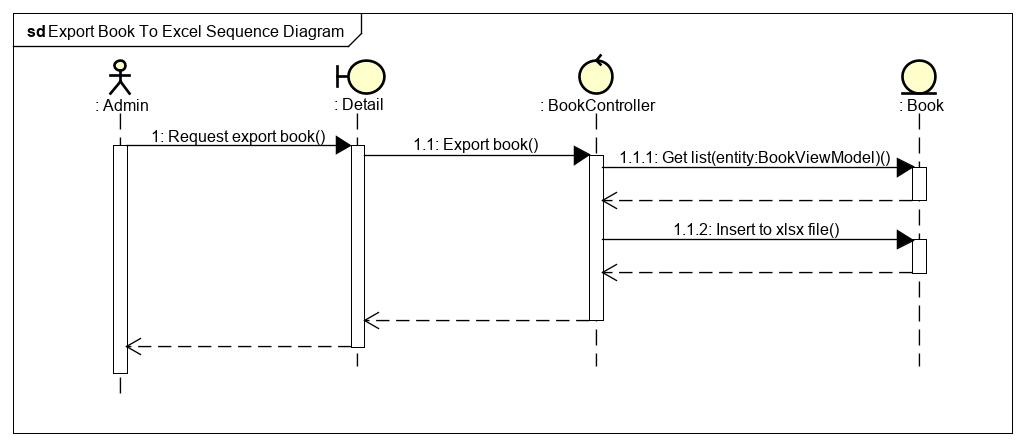 sd Export Book To Excel Sequence Diagram
: Admin
: Detail
: BookController
: Book
1: Request export book()
1.1: Export book()
1.1.1: Get list(entity:BookViewModel)()
1.1.2: Insert to xlsx file()